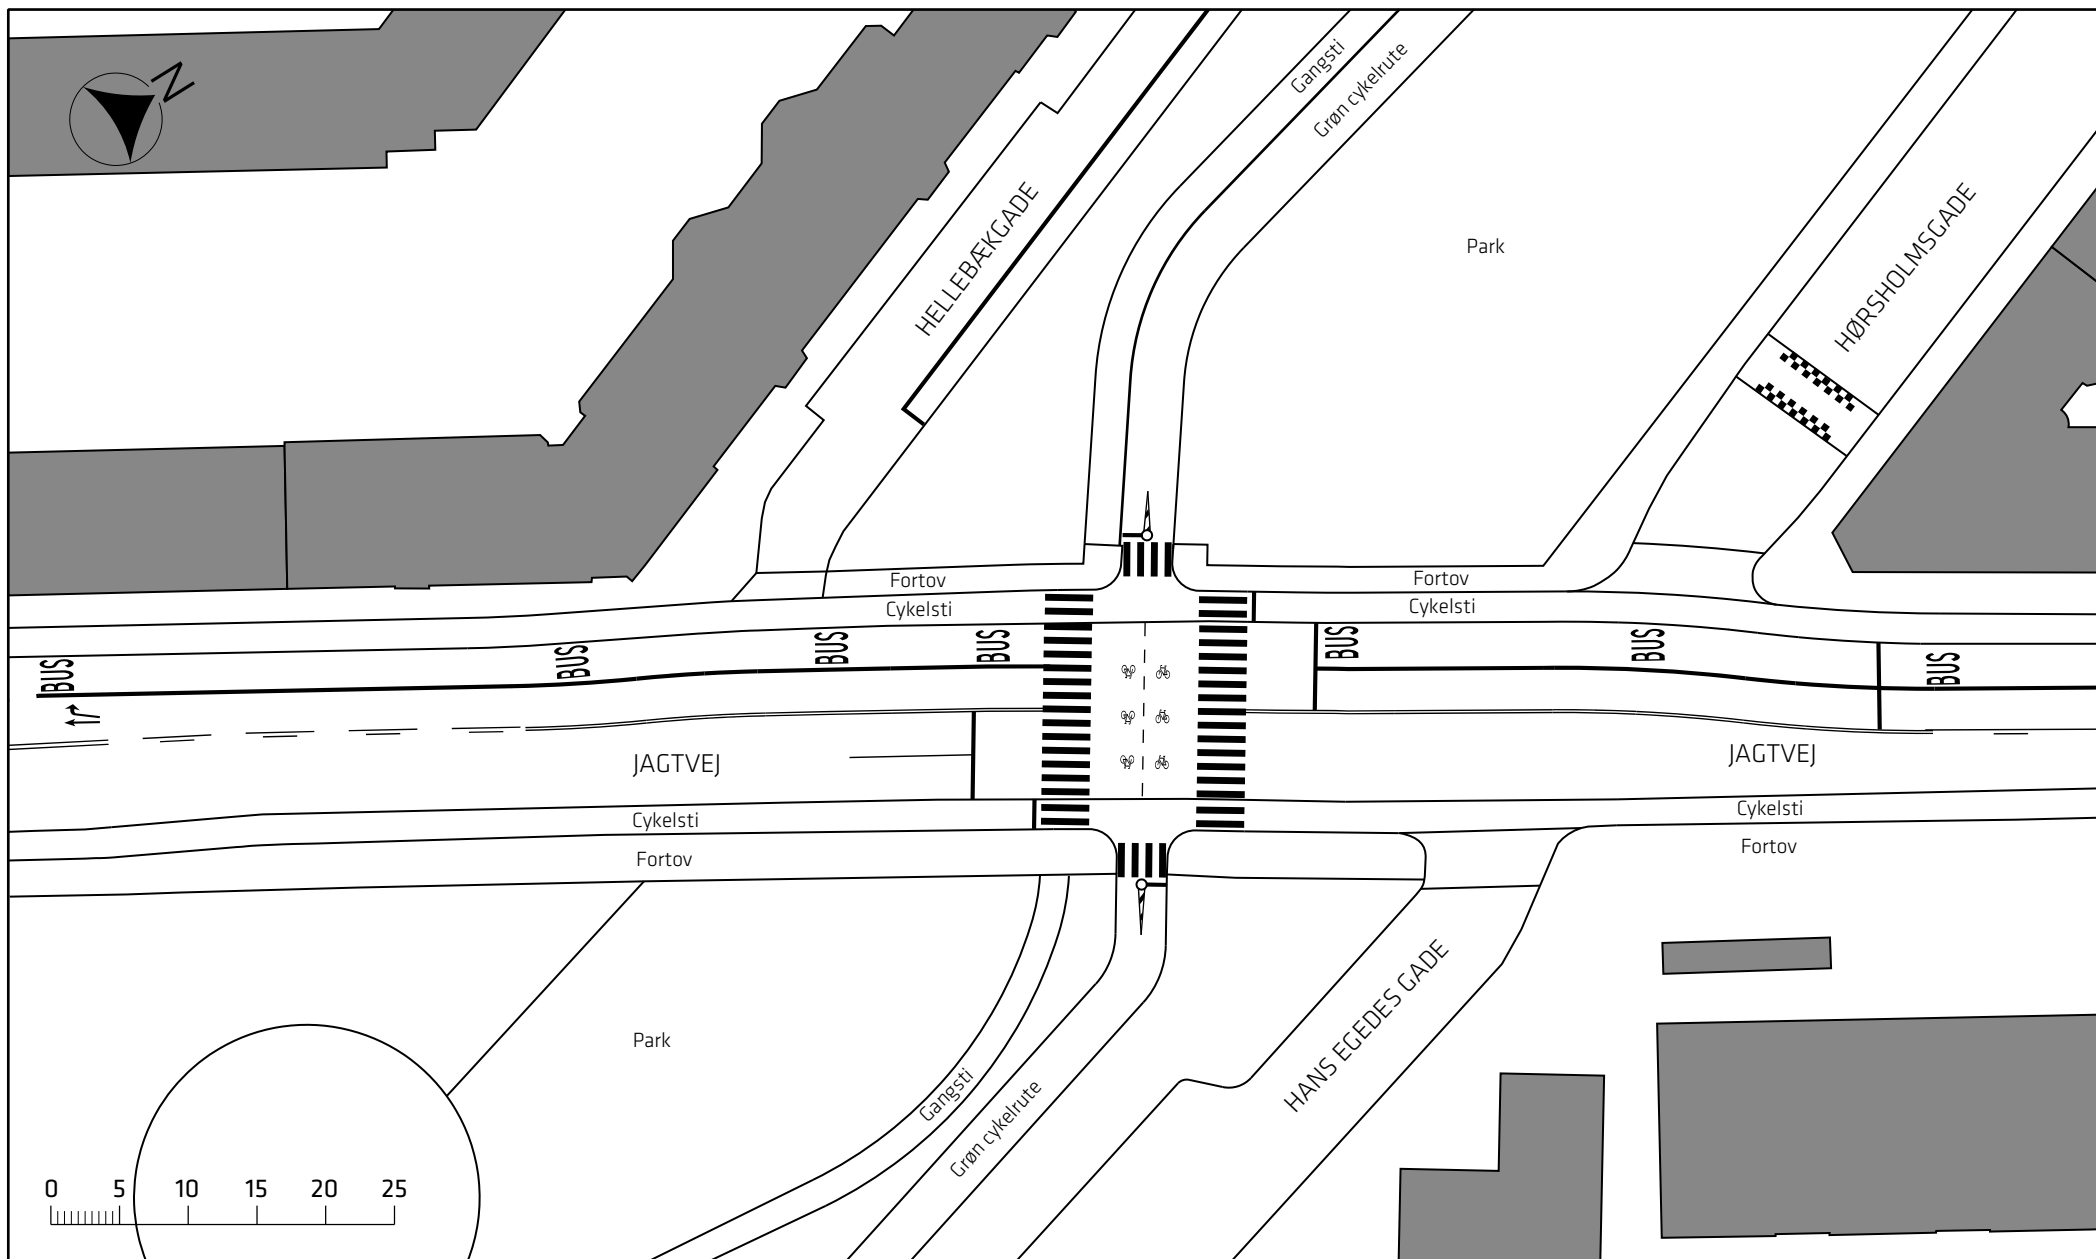 N
Gangsti
Grøn cykelrute
HELLEBÆKGADE
Park
HØRSHOLMSGADE
Fortov
Fortov
Cykelsti
Cykelsti
BUS
BUS
BUS
BUS
BUS
BUS
BUS
JAGTVEJ
JAGTVEJ
Cykelsti
Cykelsti
Fortov
Fortov
Park
Gangsti
Grøn cykelrute
HANS EGEDES GADE
0 5 10 15 20 25